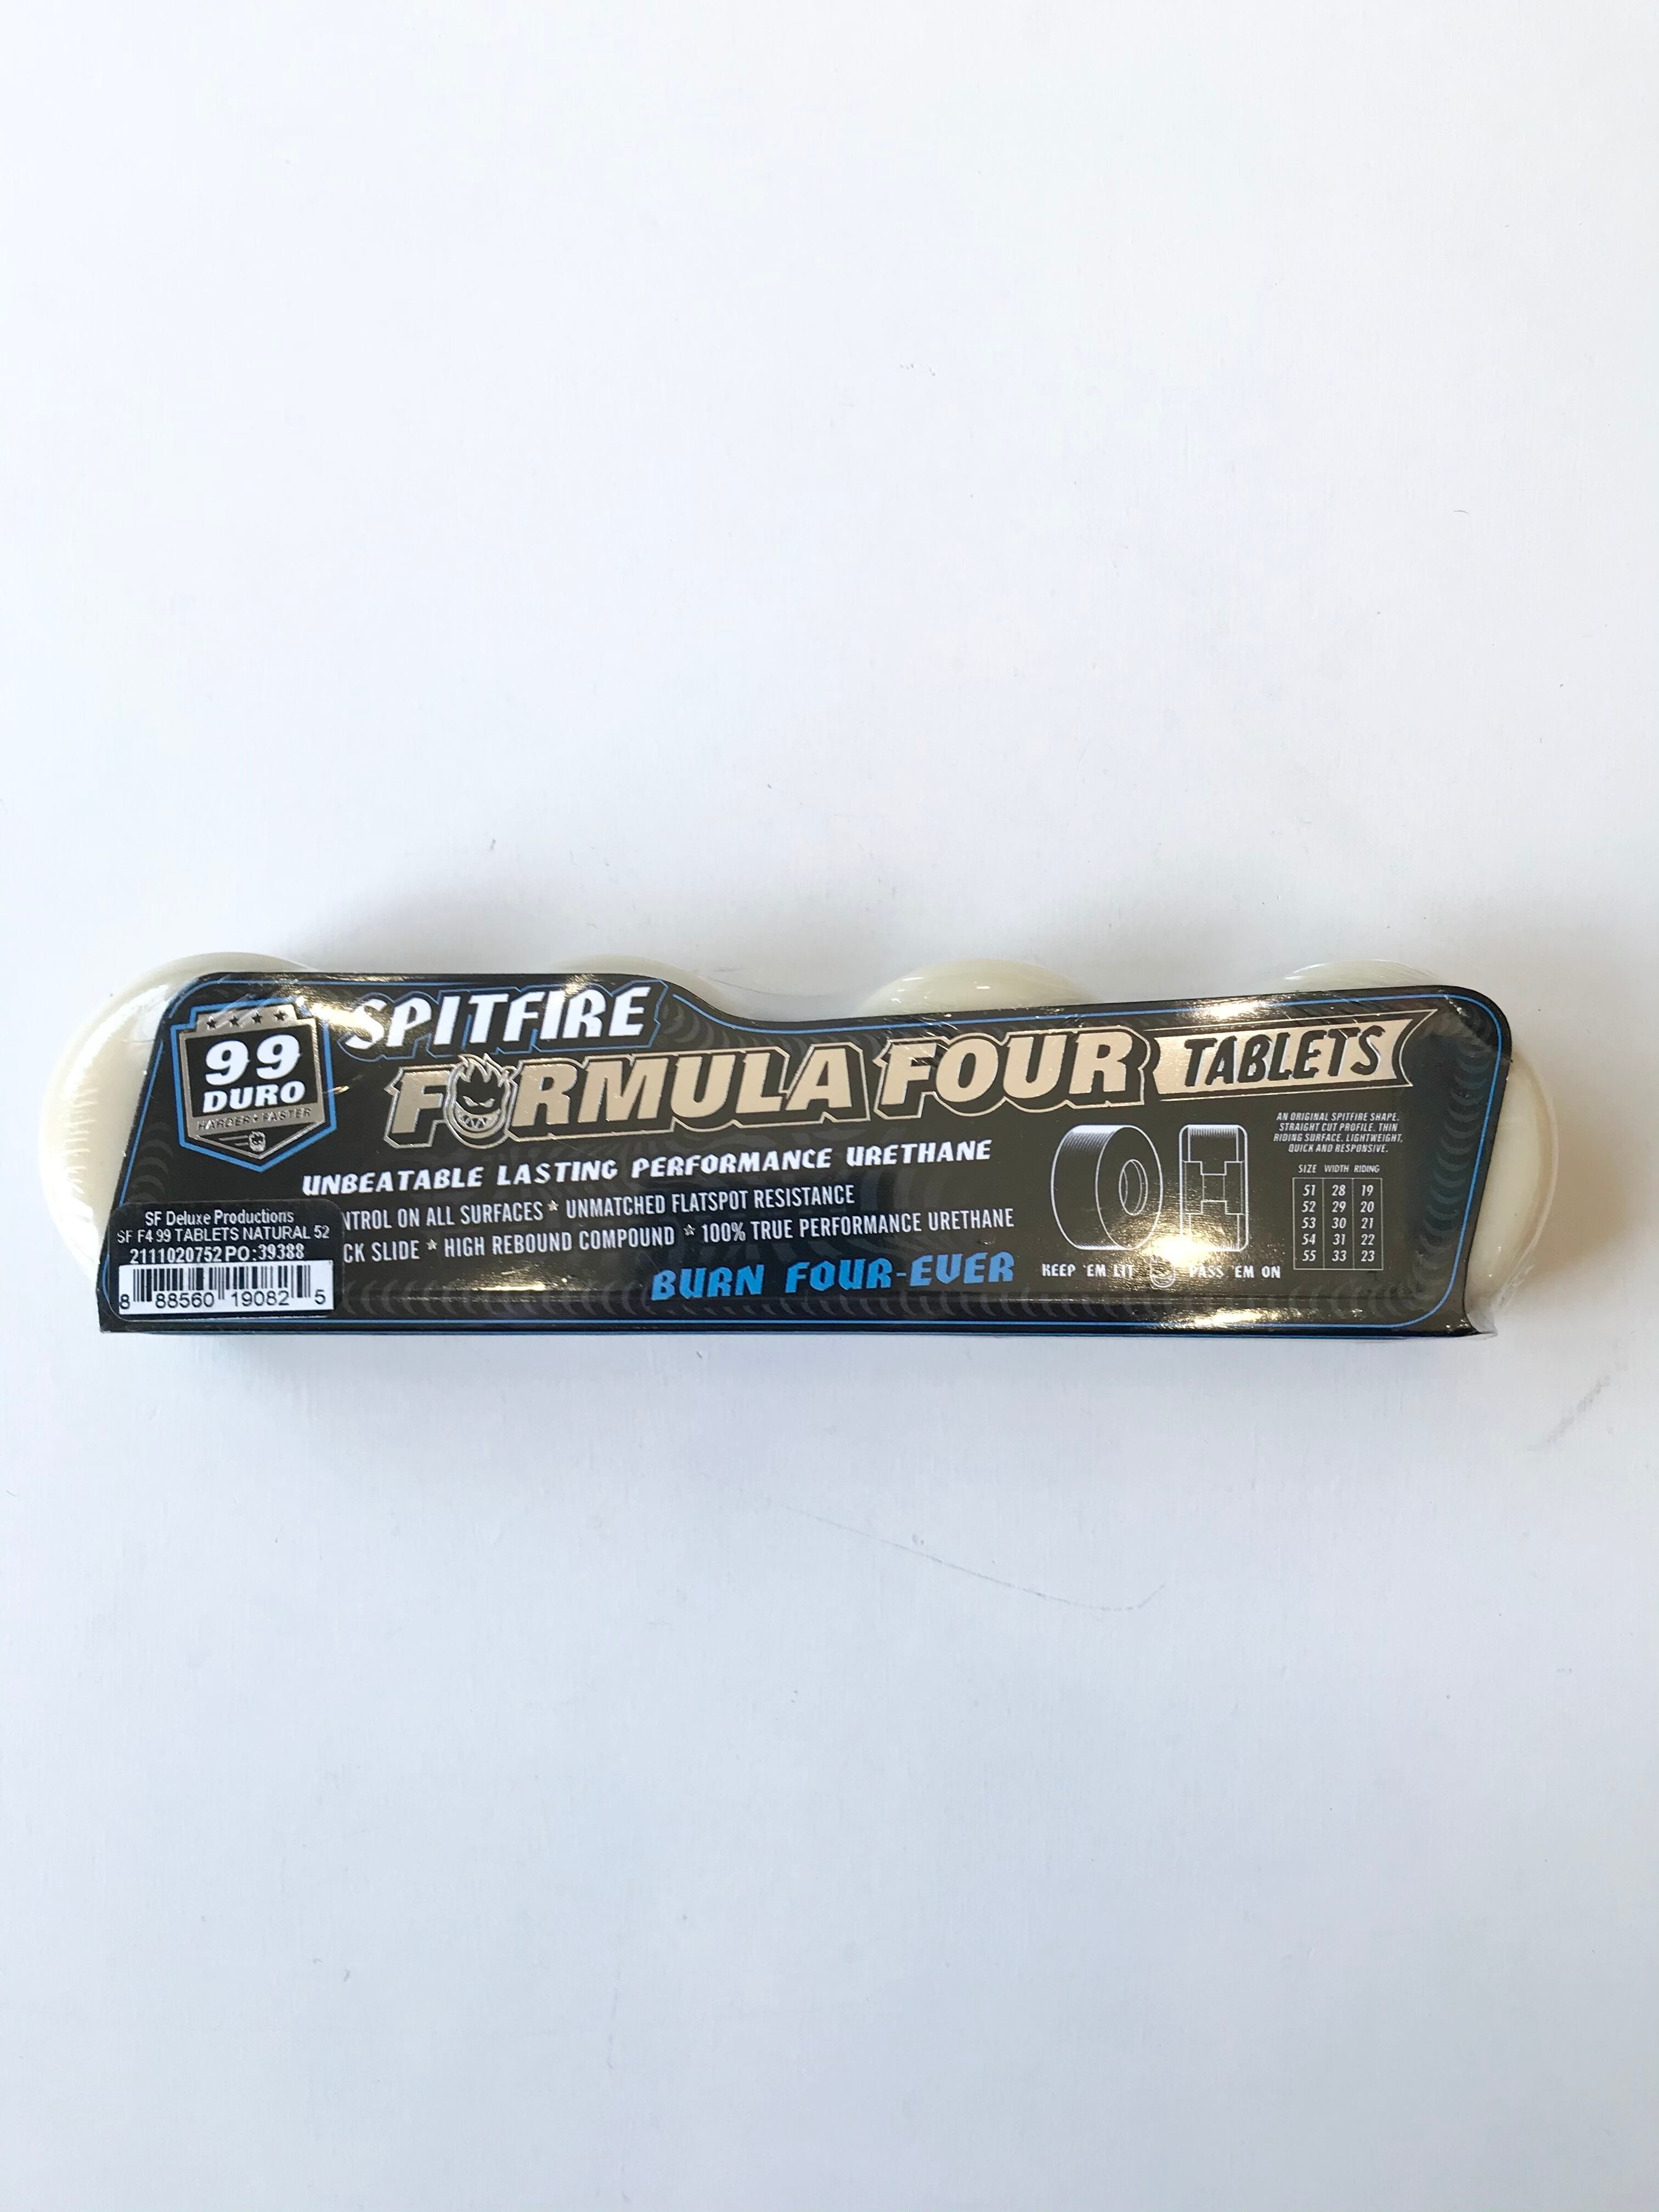 99
DURO
HARDER + FASTER
SPITFIRE
FORMULA FOUR
TABLETS
UNBEATABLE LASTING PERFORMANCE URETHANE
NTROL ON ALL SURFACES * UNMATCHED FLATSPOT RESISTANCE
CK SLIDE * HIGH REBOUND COMPOUND * 100% TRUE PERFORMANCE URETHANE
BURN FOUR-EVER
SF Deluxe Productions
SF F4 99 TABLETS NATURAL 52
2111020752 PO:39388
8 88560 19082 5
KEEP 'EM LIT PASS 'EM ON
AN ORIGINAL SPITFIRE SHAPE.
STRAIGHT CUT PROFILE. THIN
RIDING SURFACE. LIGHTWEIGHT,
QUICK AND RESPONSIVE.
SIZE WIDTH RIDING
51 28 19
52 29 20
53 30 21
54 31 22
55 33 23